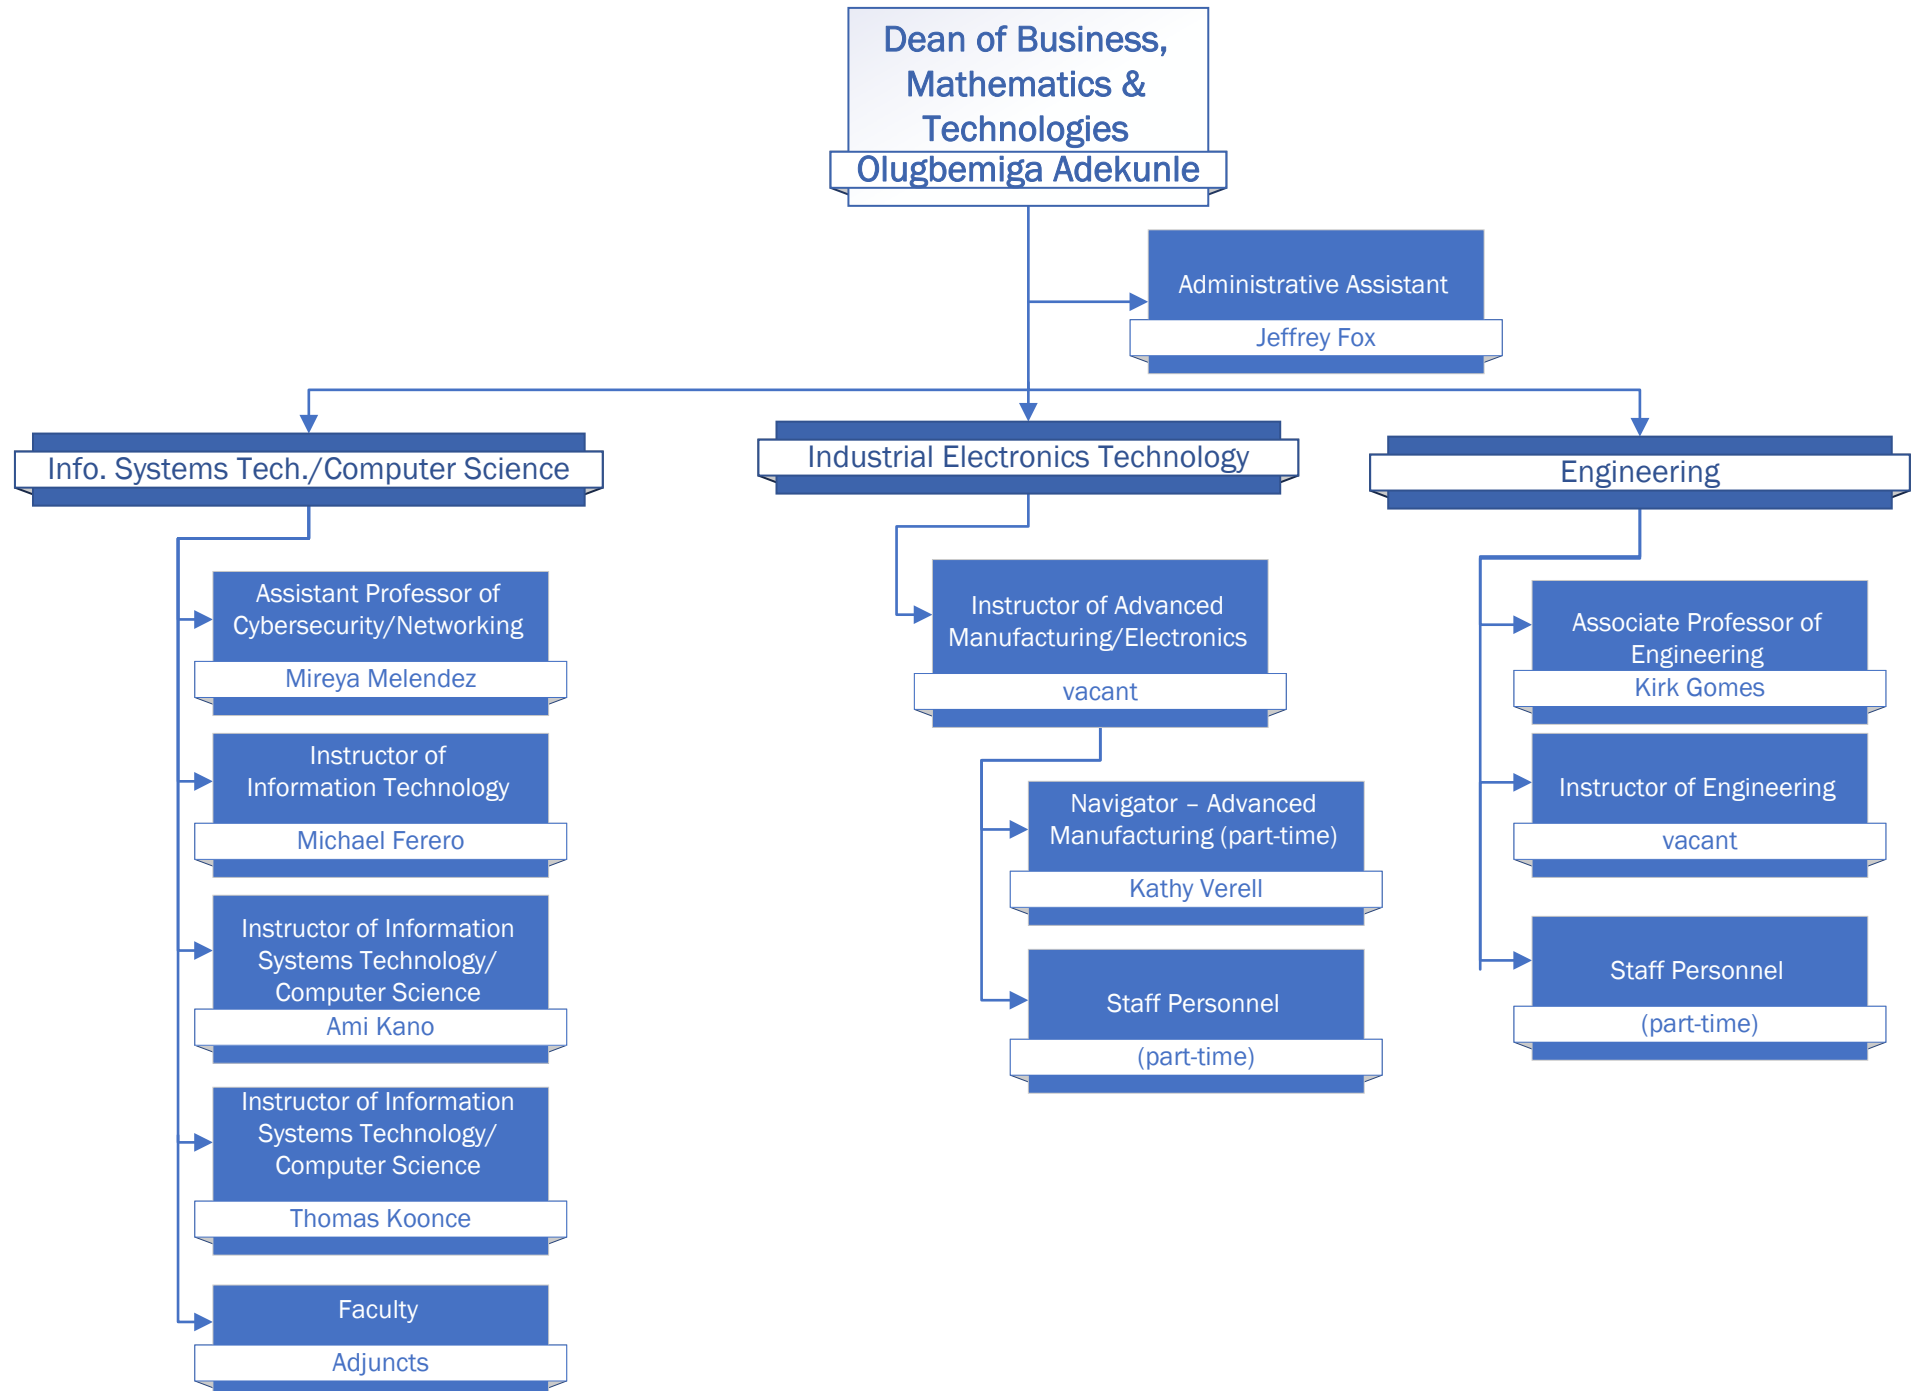 Dean of Business,
Mathematics &
Technologies
Olugbemiga Adekunle
Administrative Assistant
Jeffrey Fox
Info. Systems Tech./Computer Science
Industrial Electronics Technology
Engineering
Assistant Professor of
Cybersecurity/Networking
Mireya Melendez
Instructor of
Information Technology
Michael Ferero
Instructor of Information
Systems Technology/
Computer Science
Ami Kano
Instructor of Information
Systems Technology/
Computer Science
Thomas Koonce
Faculty
Adjuncts
Instructor of Advanced
Manufacturing/Electronics
vacant
Navigator – Advanced
Manufacturing (part-time)
Kathy Verell
Staff Personnel
(part-time)
Associate Professor of
Engineering
Kirk Gomes
Instructor of Engineering
vacant
Staff Personnel
(part-time)